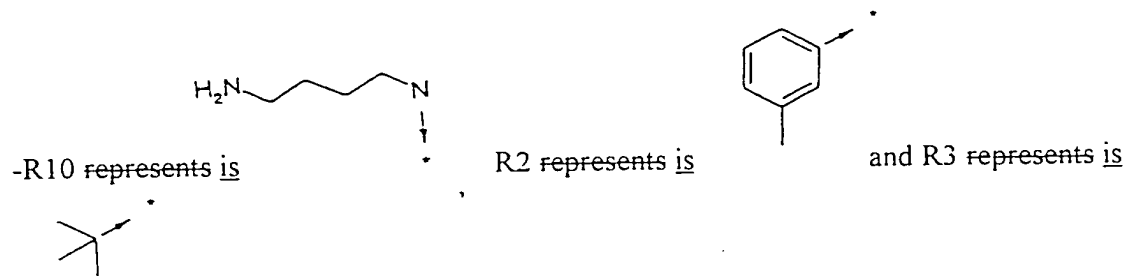 H₂N N
-R10 ~~represents~~ is , R2 ~~represents~~ is and R3 ~~represents~~ is